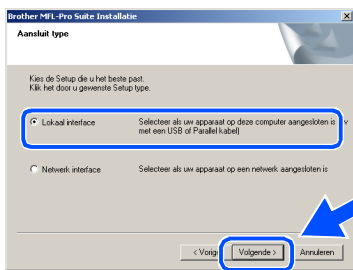 Brother MFL-Pro Suite Installatie
Aansluit type
Kies de Setup die u het beste past.
Klik het door u gewenste Setup type.
Lokaal interface
Selecteer als uw apparaat op deze computer aangesloten is
met een USB of Parallel kabel)
Netwerk interface
Selecteer als uw apparaat op een netwerk aangesloten is
< Vorig
Volgende >
Annuleren